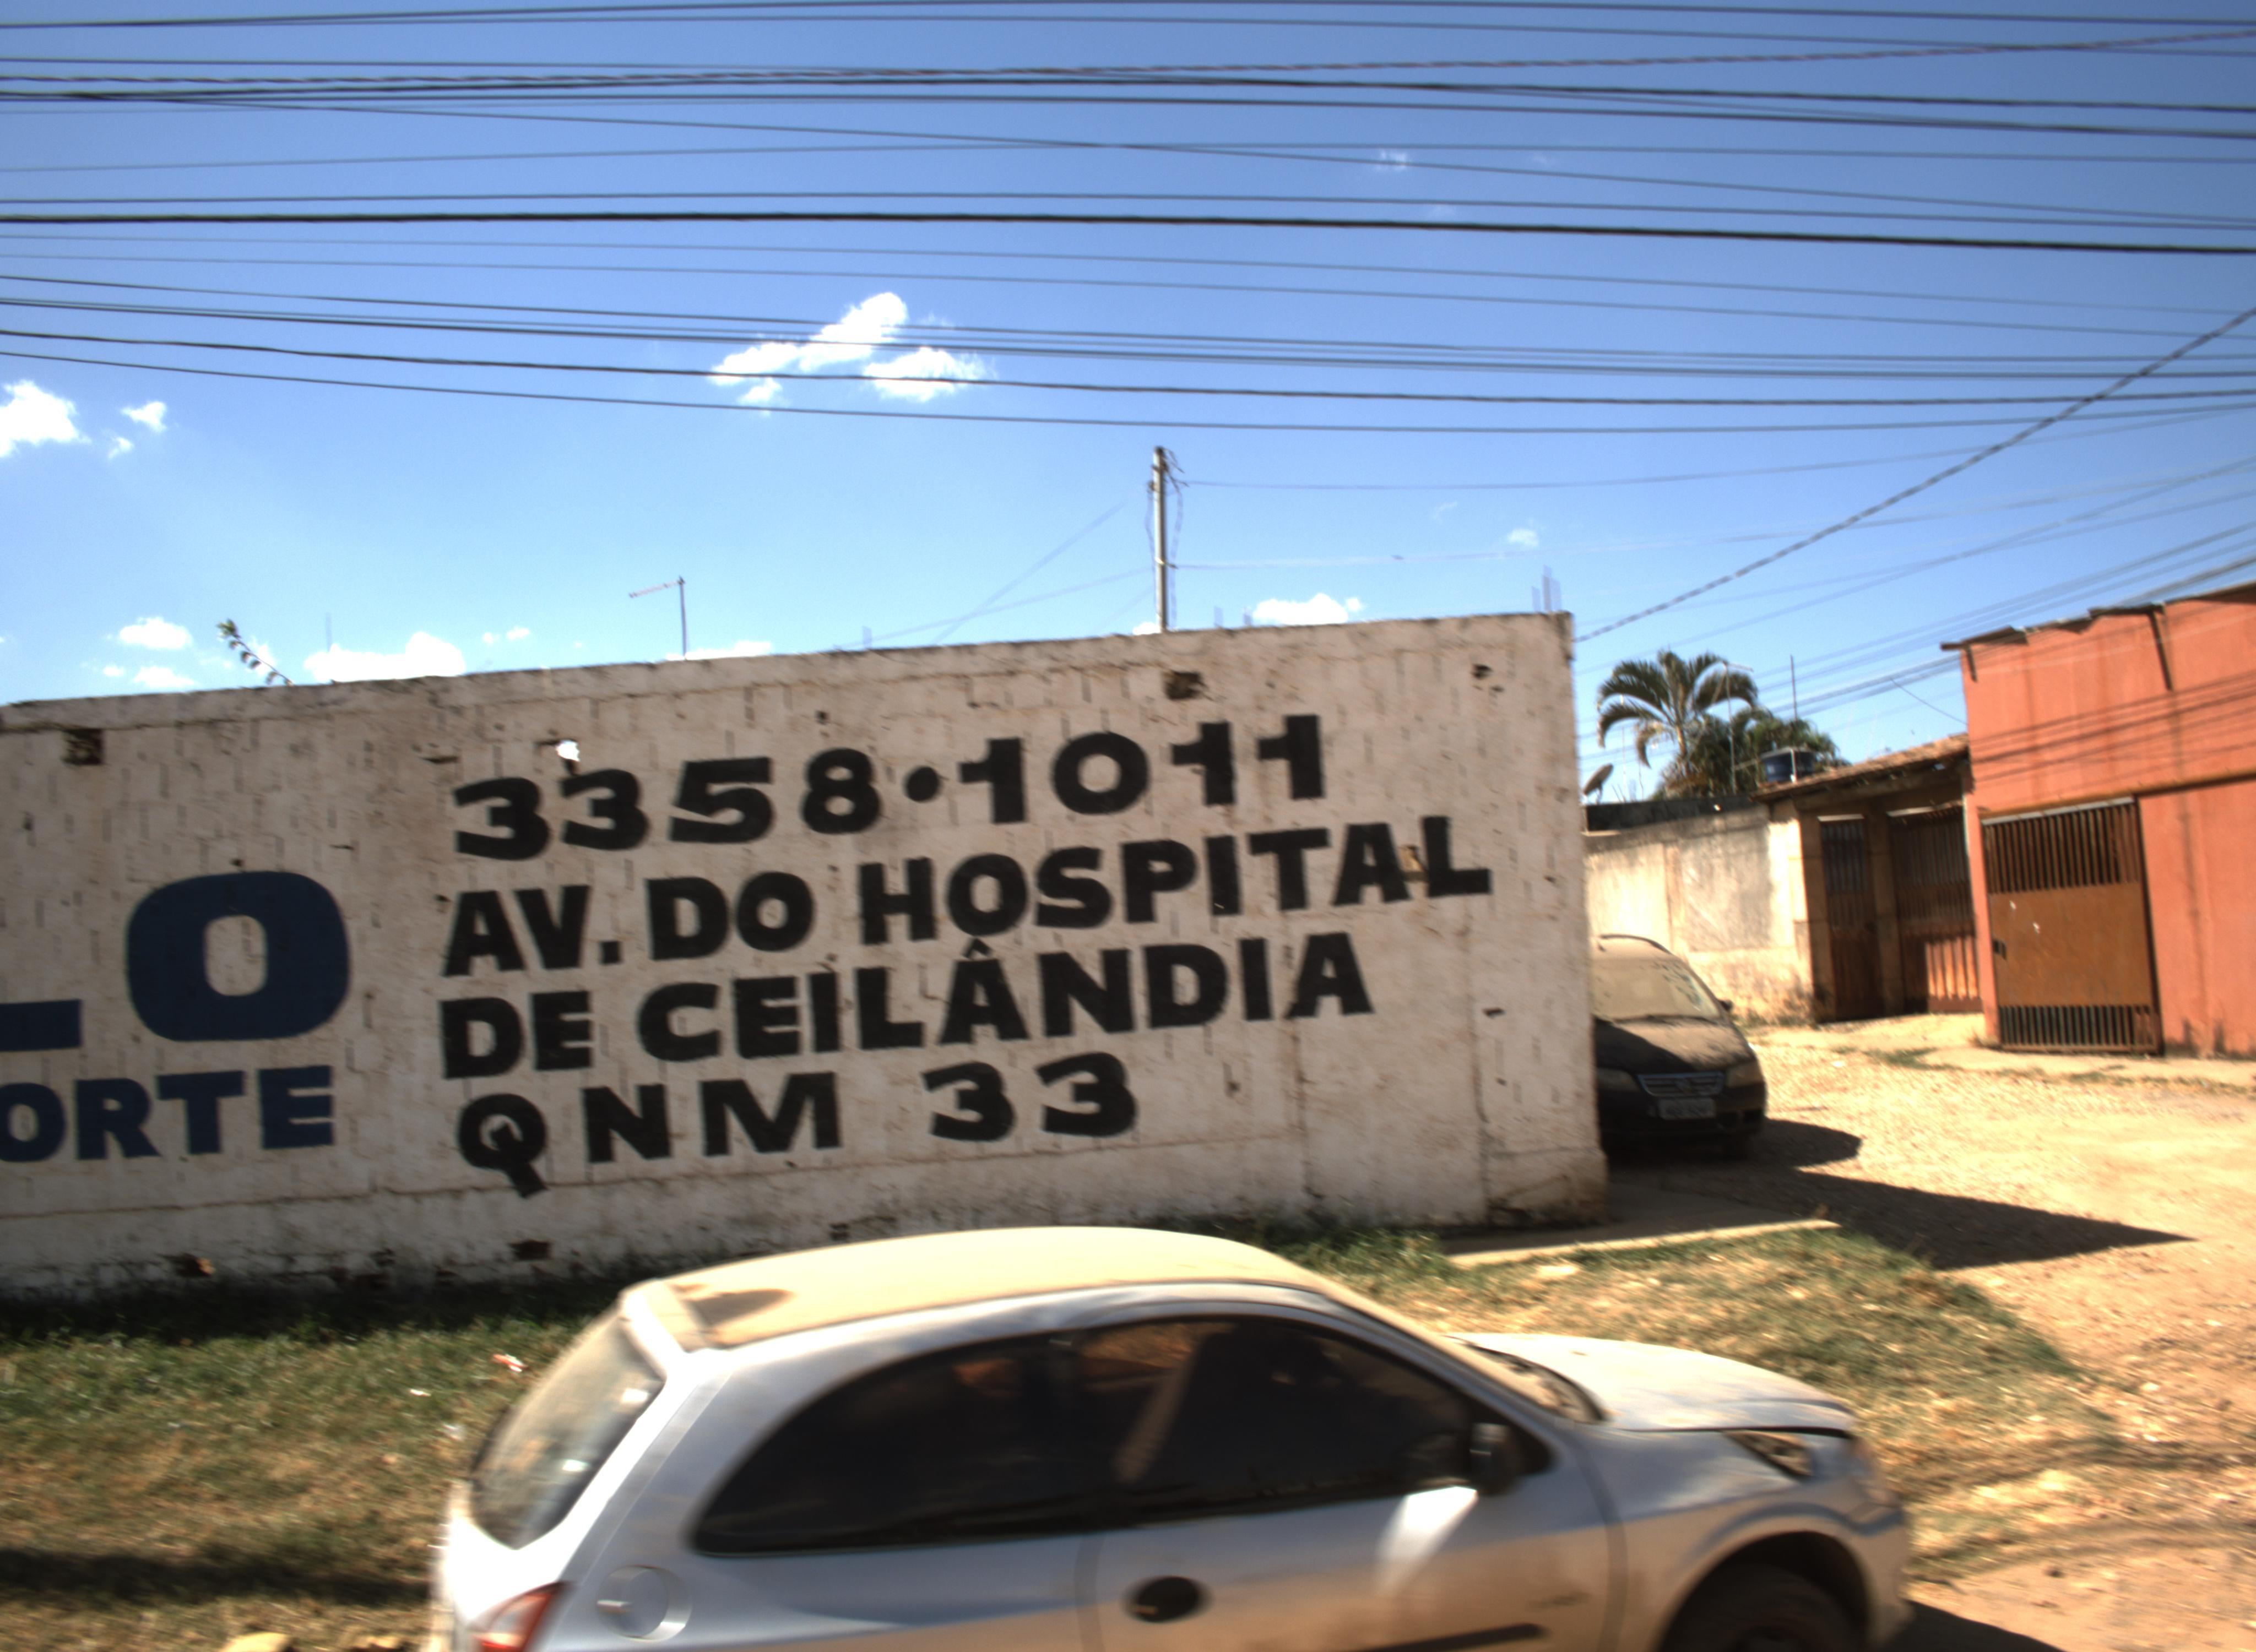 3358·1011
AV. DO HOSPITAL
DE CEILÂNDIA
QNM 33
LO
ORTE